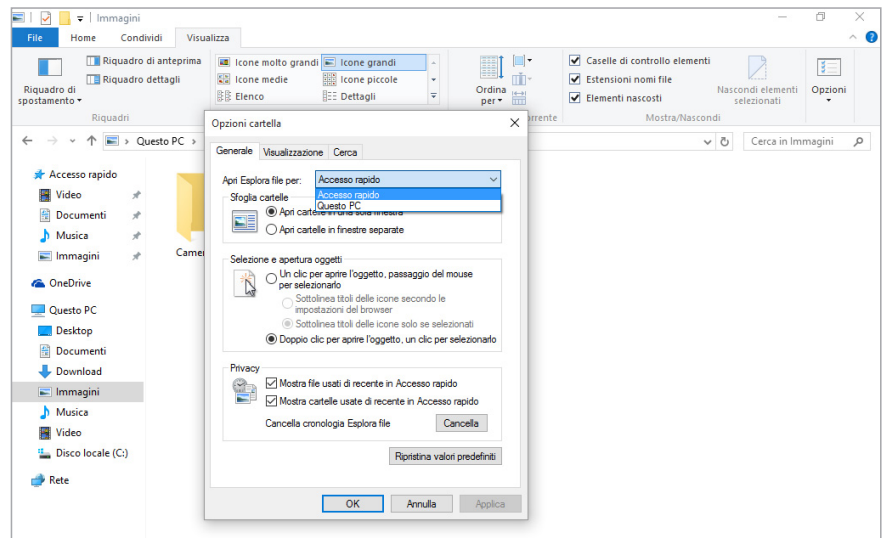 Immagini
File Home Condividi Visualizza
Riquadro di spostamento
Riquadro di anteprima
Riquadro dettagli
Riquadri
Icone molto grandi Icone grandi
Icone medie Icone piccole
Elenco Dettagli
Ordina per
Caselle di controllo elementi
Estensioni nomi file
Elementi nascosti
Nascondi elementi selezionati
Mostra/Nascondi
Opzioni
Questo PC
Cerca in Immagini
Accesso rapido
Video
Documenti
Musica
Immagini
OneDrive
Questo PC
Desktop
Documenti
Download
Immagini
Musica
Video
Disco locale (C:)
Rete
Opzioni cartella
Generale Visualizzazione Cerca
Apri Esplora file per: Accesso rapido
Accesso rapido
Questo PC
Sfoglia cartelle
Apri cartelle in una sola finestra
Apri cartelle in finestre separate
Selezione e apertura oggetti
Un clic per aprire l'oggetto, passaggio del mouse
per selezionarlo
Sottolinea titoli delle icone secondo le
impostazioni del browser
Sottolinea titoli delle icone solo se selezionati
Doppio clic per aprire l'oggetto, un clic per selezionarlo
Privacy
Mostra file usati di recente in Accesso rapido
Mostra cartelle usate di recente in Accesso rapido
Cancella cronologia Esplora file Cancella
Ripristina valori predefiniti
OK Annulla Applica